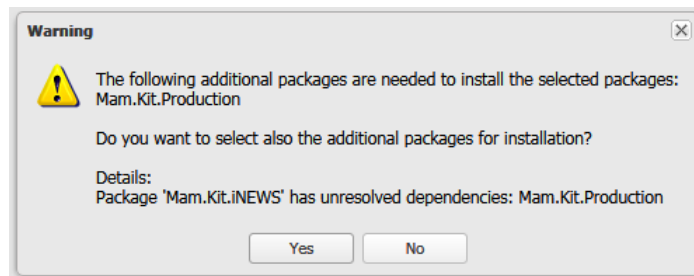 Warning
The following additional packages are needed to install the selected packages:
Mam.Kit.Production
Do you want to select also the additional packages for installation?
Details:
Package 'Mam.Kit.iNEWS' has unresolved dependencies: Mam.Kit.Production
Yes No